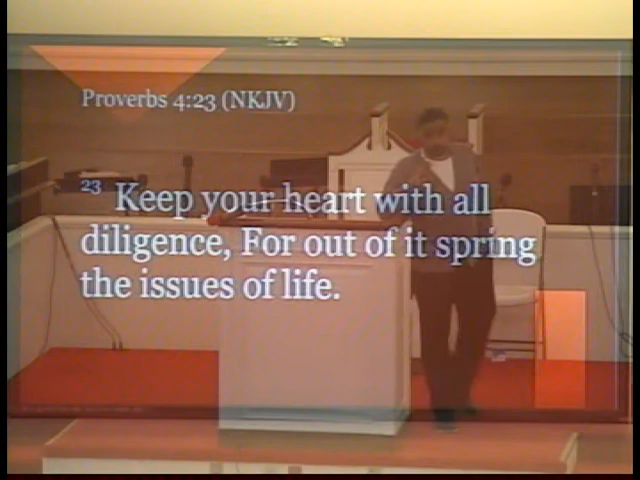 Proverbs 4:23 (NKJV)
23 Keep your heart with all
diligence, For out of it spring
the issues of life.